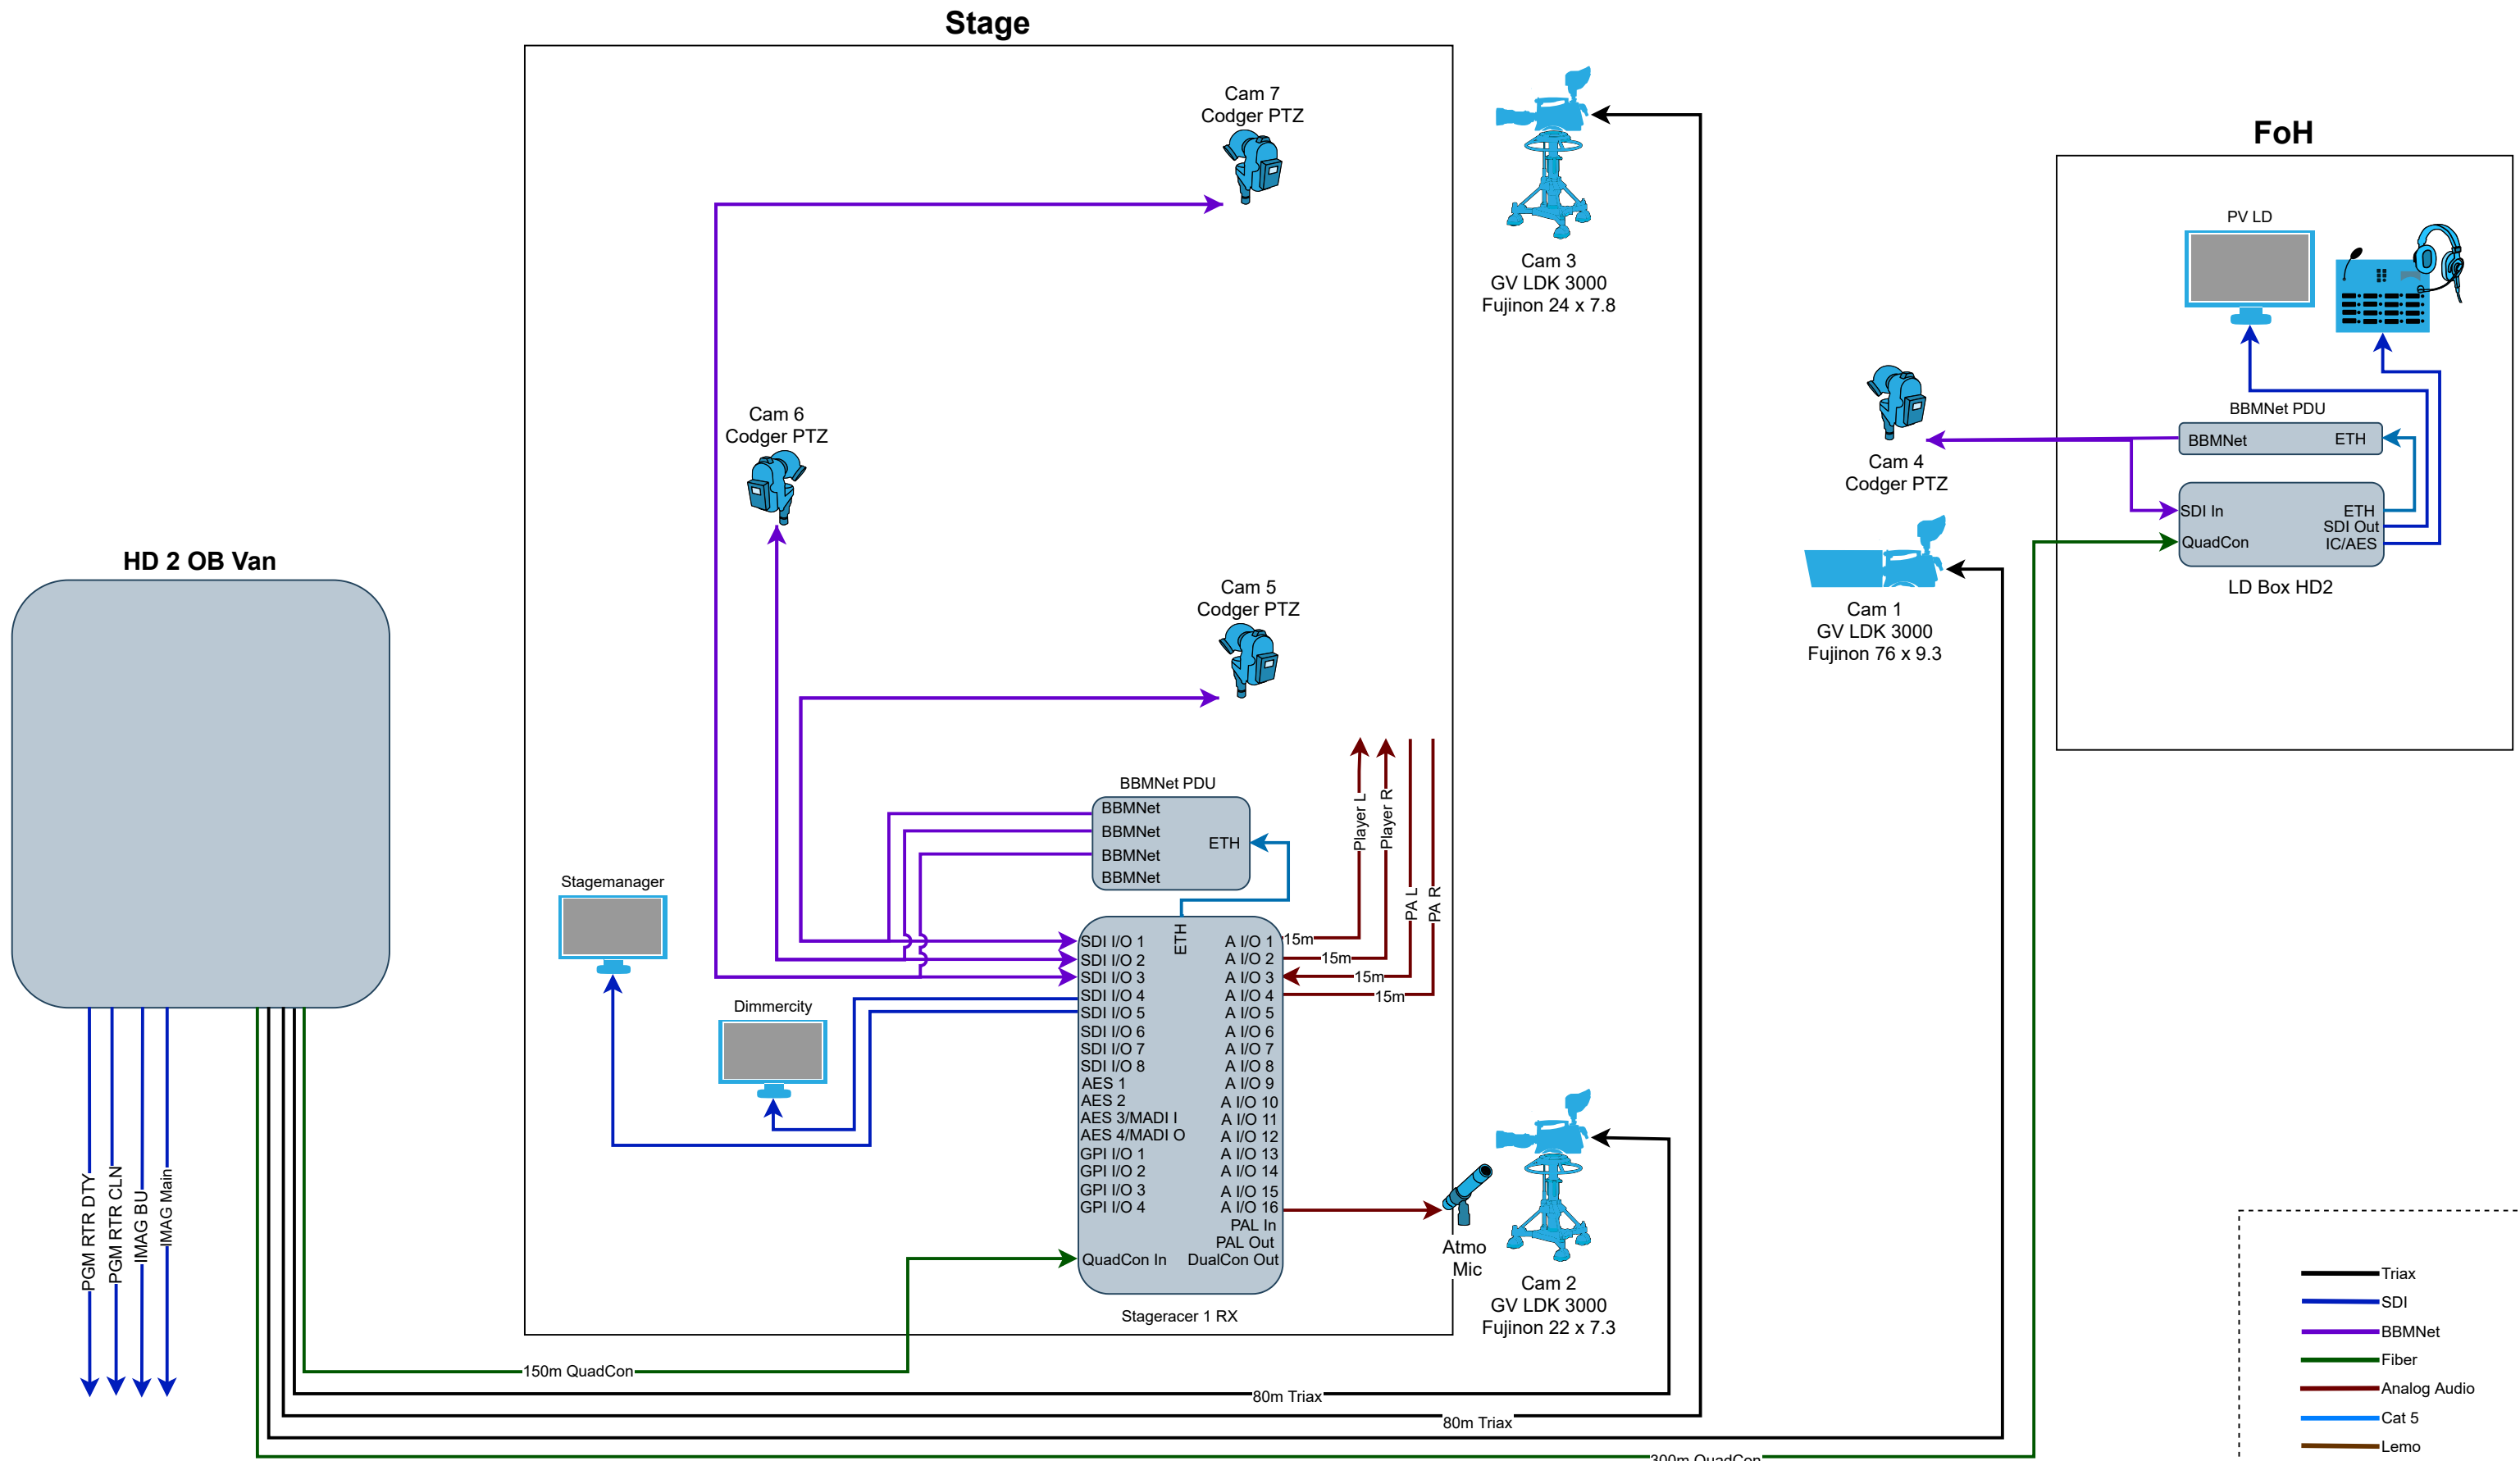 Stage
Cam 7
Codger PTZ
Cam 3
GV LDK 3000
Fujinon 24 x 7.8
FoH
PV LD
Cam 6
Codger PTZ
Cam 4
Codger PTZ
BBMNet PDU
BBMNet
ETH
SDI In
QuadCon
ETH
SDI Out
IC/AES
LD Box HD2
HD 2 OB Van
Cam 5
Codger PTZ
Cam 1
GV LDK 3000
Fujinon 76 x 9.3
BBMNet PDU
BBMNet
BBMNet
BBMNet
BBMNet
ETH
Player L
Player R
PA L
PA R
Stagemanager
Dimmercity
ETH
SDI I/O 1
SDI I/O 2
SDI I/O 3
SDI I/O 4
SDI I/O 5
SDI I/O 6
SDI I/O 7
SDI I/O 8
AES 1
AES 2
AES 3/MADI I
AES 4/MADI O
GPI I/O 1
GPI I/O 2
GPI I/O 3
GPI I/O 4
QuadCon In
A I/O 1
A I/O 2
A I/O 3
A I/O 4
A I/O 5
A I/O 6
A I/O 7
A I/O 8
A I/O 9
A I/O 10
A I/O 11
A I/O 12
A I/O 13
A I/O 14
A I/O 15
A I/O 16
PAL In
PAL Out
DualCon Out
15m
15m
15m
15m
Stageracer 1 RX
Atmo
Mic
Cam 2
GV LDK 3000
Fujinon 22 x 7.3
PGM RTR DTY
PGM RTR CLN
IMAG BU
IMAG Main
150m QuadCon
80m Triax
80m Triax
300m QuadCon
Triax
SDI
BBMNet
Fiber
Analog Audio
Cat 5
Lemo